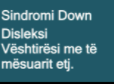 Sindromi Down
Disleksi
Vështirësi me të
mësuarit etj.